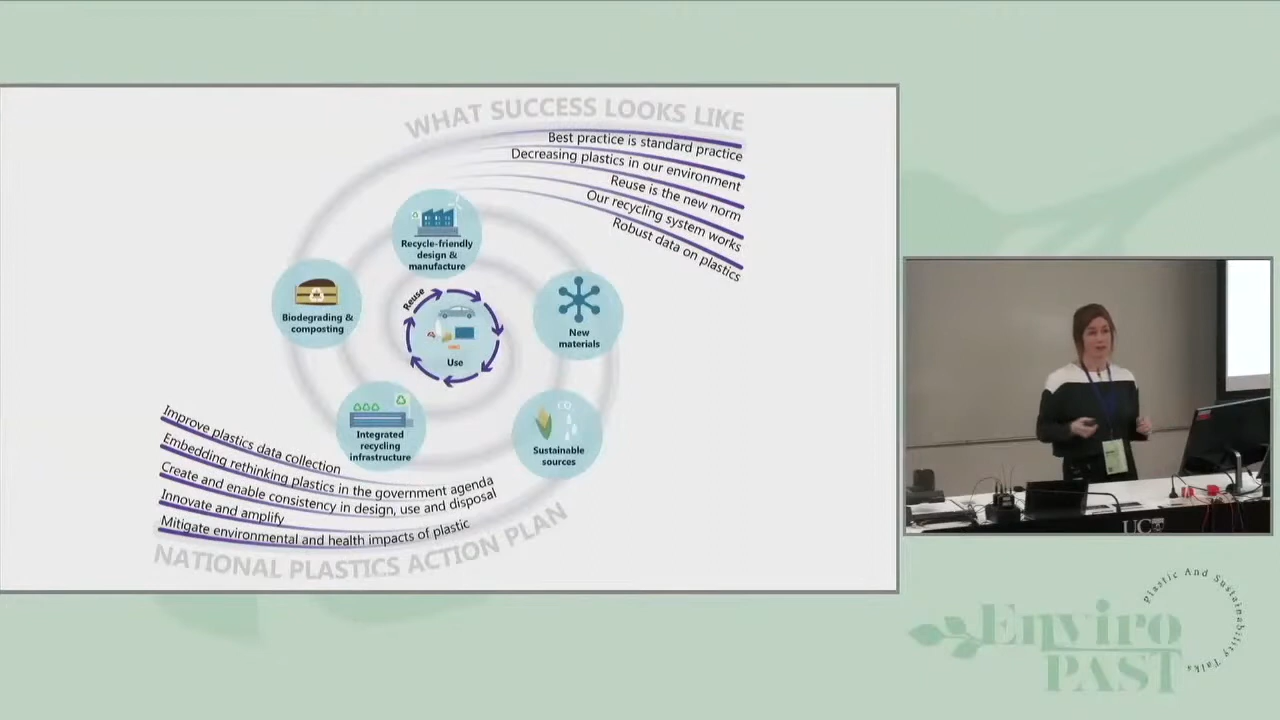 WHAT SUCCESS LOOKS LIKE
Best practice is standard practice
Decreasing plastics in our environment
Reuse is the new norm
Our recycling system works
Robust data on plastics
Recycle-friendly
design &
manufacture
Biodegrading &
composting
Reuse
Use
New
materials
Integrated
recycling
infrastructure
CO
Sustainable
sources
Improve plastics data collection
Embedding rethinking plastics in the government agenda
Create and enable consistency in design, use and disposal
Innovate and amplify
Mitigate environmental and health impacts of plastic
NATIONAL PLASTICS ACTION PLAN
UC
Plastic And Sustainability Talks
Enviro
PAST